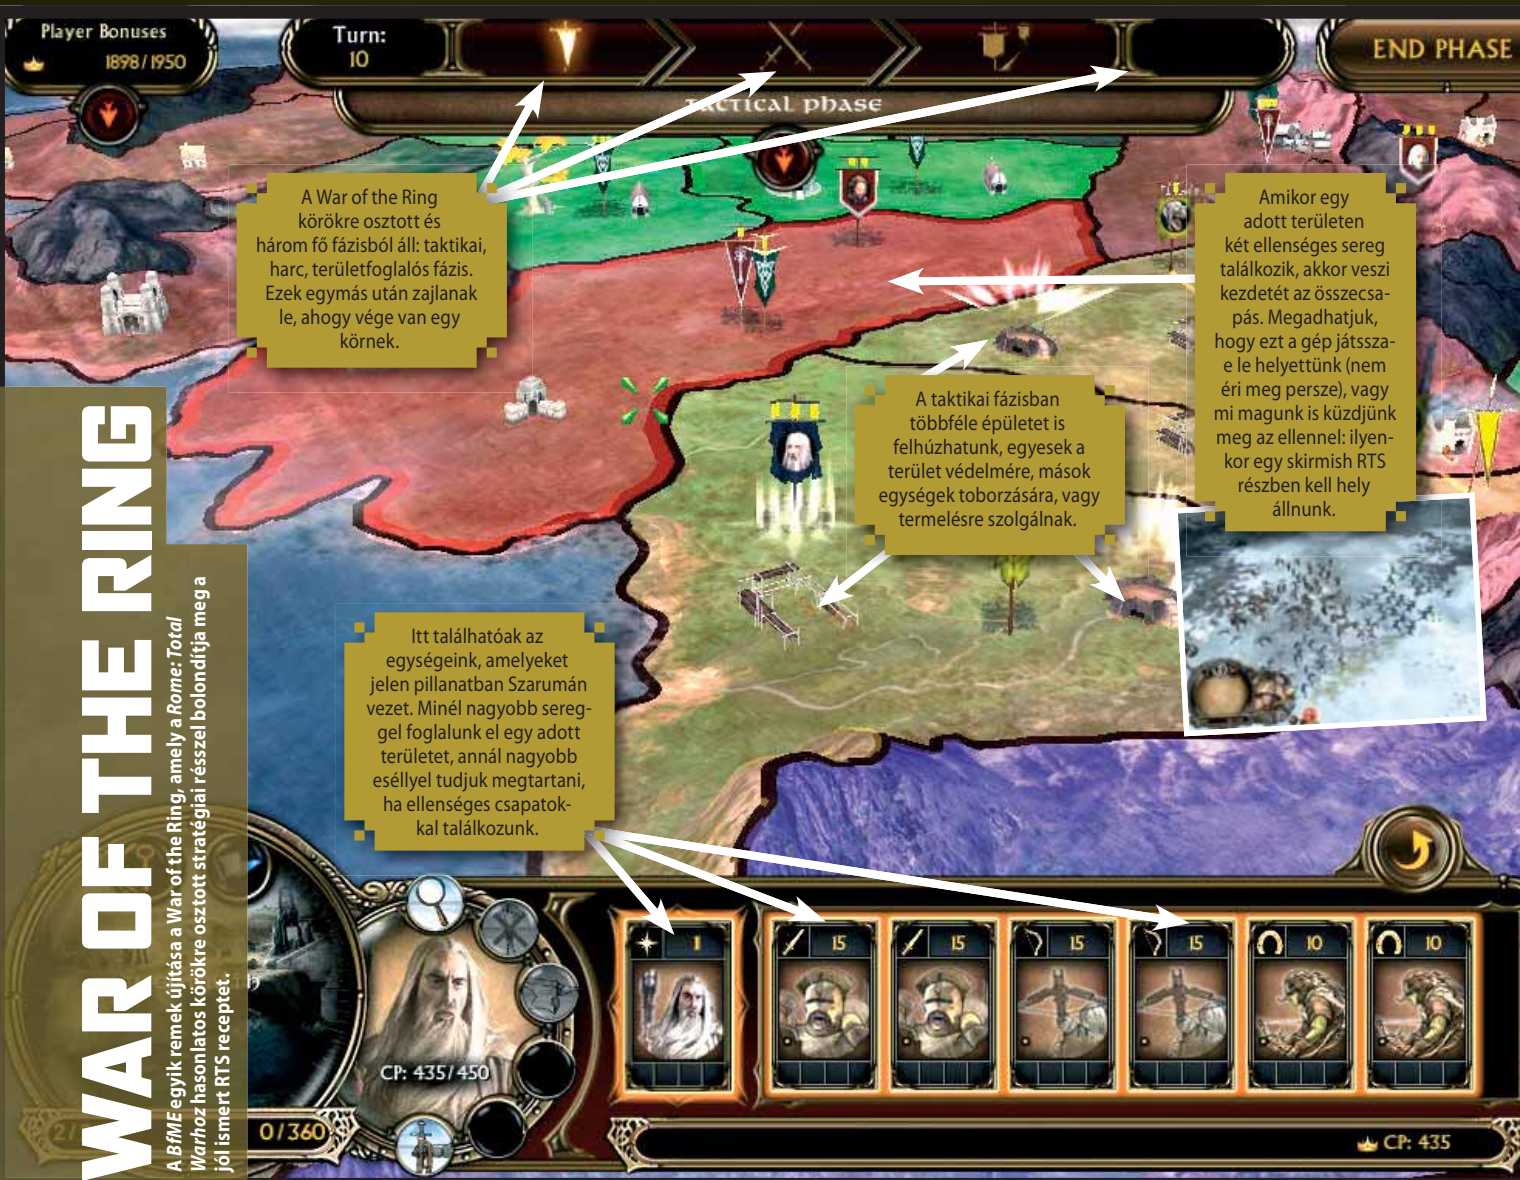 Player Bonuses
1898/1950
Turn:
10
END PHASE
TACTICAL PHASE
A War of the Ring
körökre osztott és
három fő fázisból áll: taktikai,
harc, területfoglalós fázis.
Ezek egymás után zajlanak
le, ahogy vége van egy
körnek.
Amikor egy
adott területen
két ellenséges sereg
találkozik, akkor veszi
kezdetét az összecsa-
pás. Megadhatjuk,
hogy ezt a gép játssza-
e le helyettünk (nem
éri meg persze), vagy
mi magunk is küzdjünk
meg az ellennel: ilyen-
kor egy skirmish RTS
részben kell hely
állnunk.
A taktikai fázisban
többféle épületet is
felhúzhatunk, egyesek a
terület védelmére, mások
egységek toborzására, vagy
termelésre szolgálnak.
Itt találhatóak az
egységeink, amelyeket
jelen pillanatban Szarumán
vezet. Minél nagyobb sereg-
gel foglalunk el egy adott
területet, annál nagyobb
eséllyel tudjuk megtartani,
ha ellenséges csapatok-
kal találkozunk.
WAR OF THE RING
A BfME egyik remek újítása a War of the Ring, amely a Rome: Total
Warhoz hasonlatos körökre osztott stratégiai résszel bolondítja meg a
jól ismert RTS receptet.
1
15
15
15
15
10
10
CP: 435/450
0/360
CP: 435